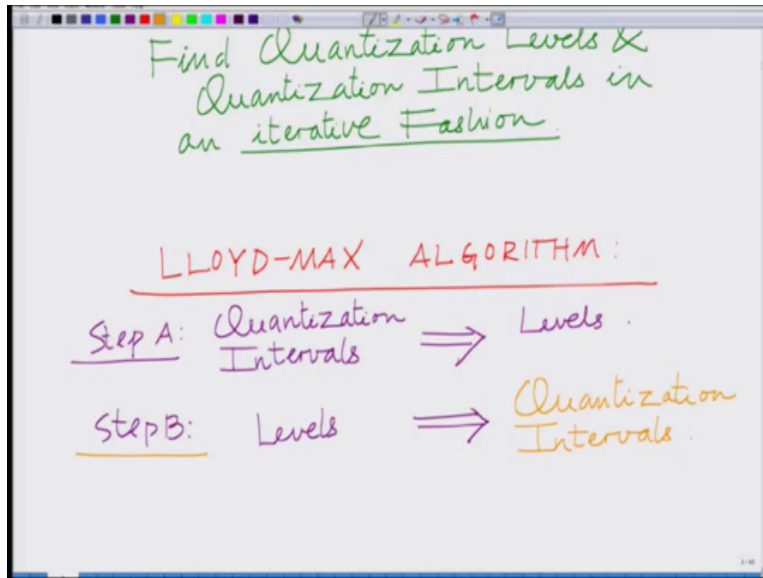 Find Quantization Levels &
Quantization Intervals in
an iterative Fashion.
LLOYD-MAX ALGORITHM:
Step A: Quantization Intervals ⟹ Levels.
Step B: Levels ⟹ Quantization Intervals.